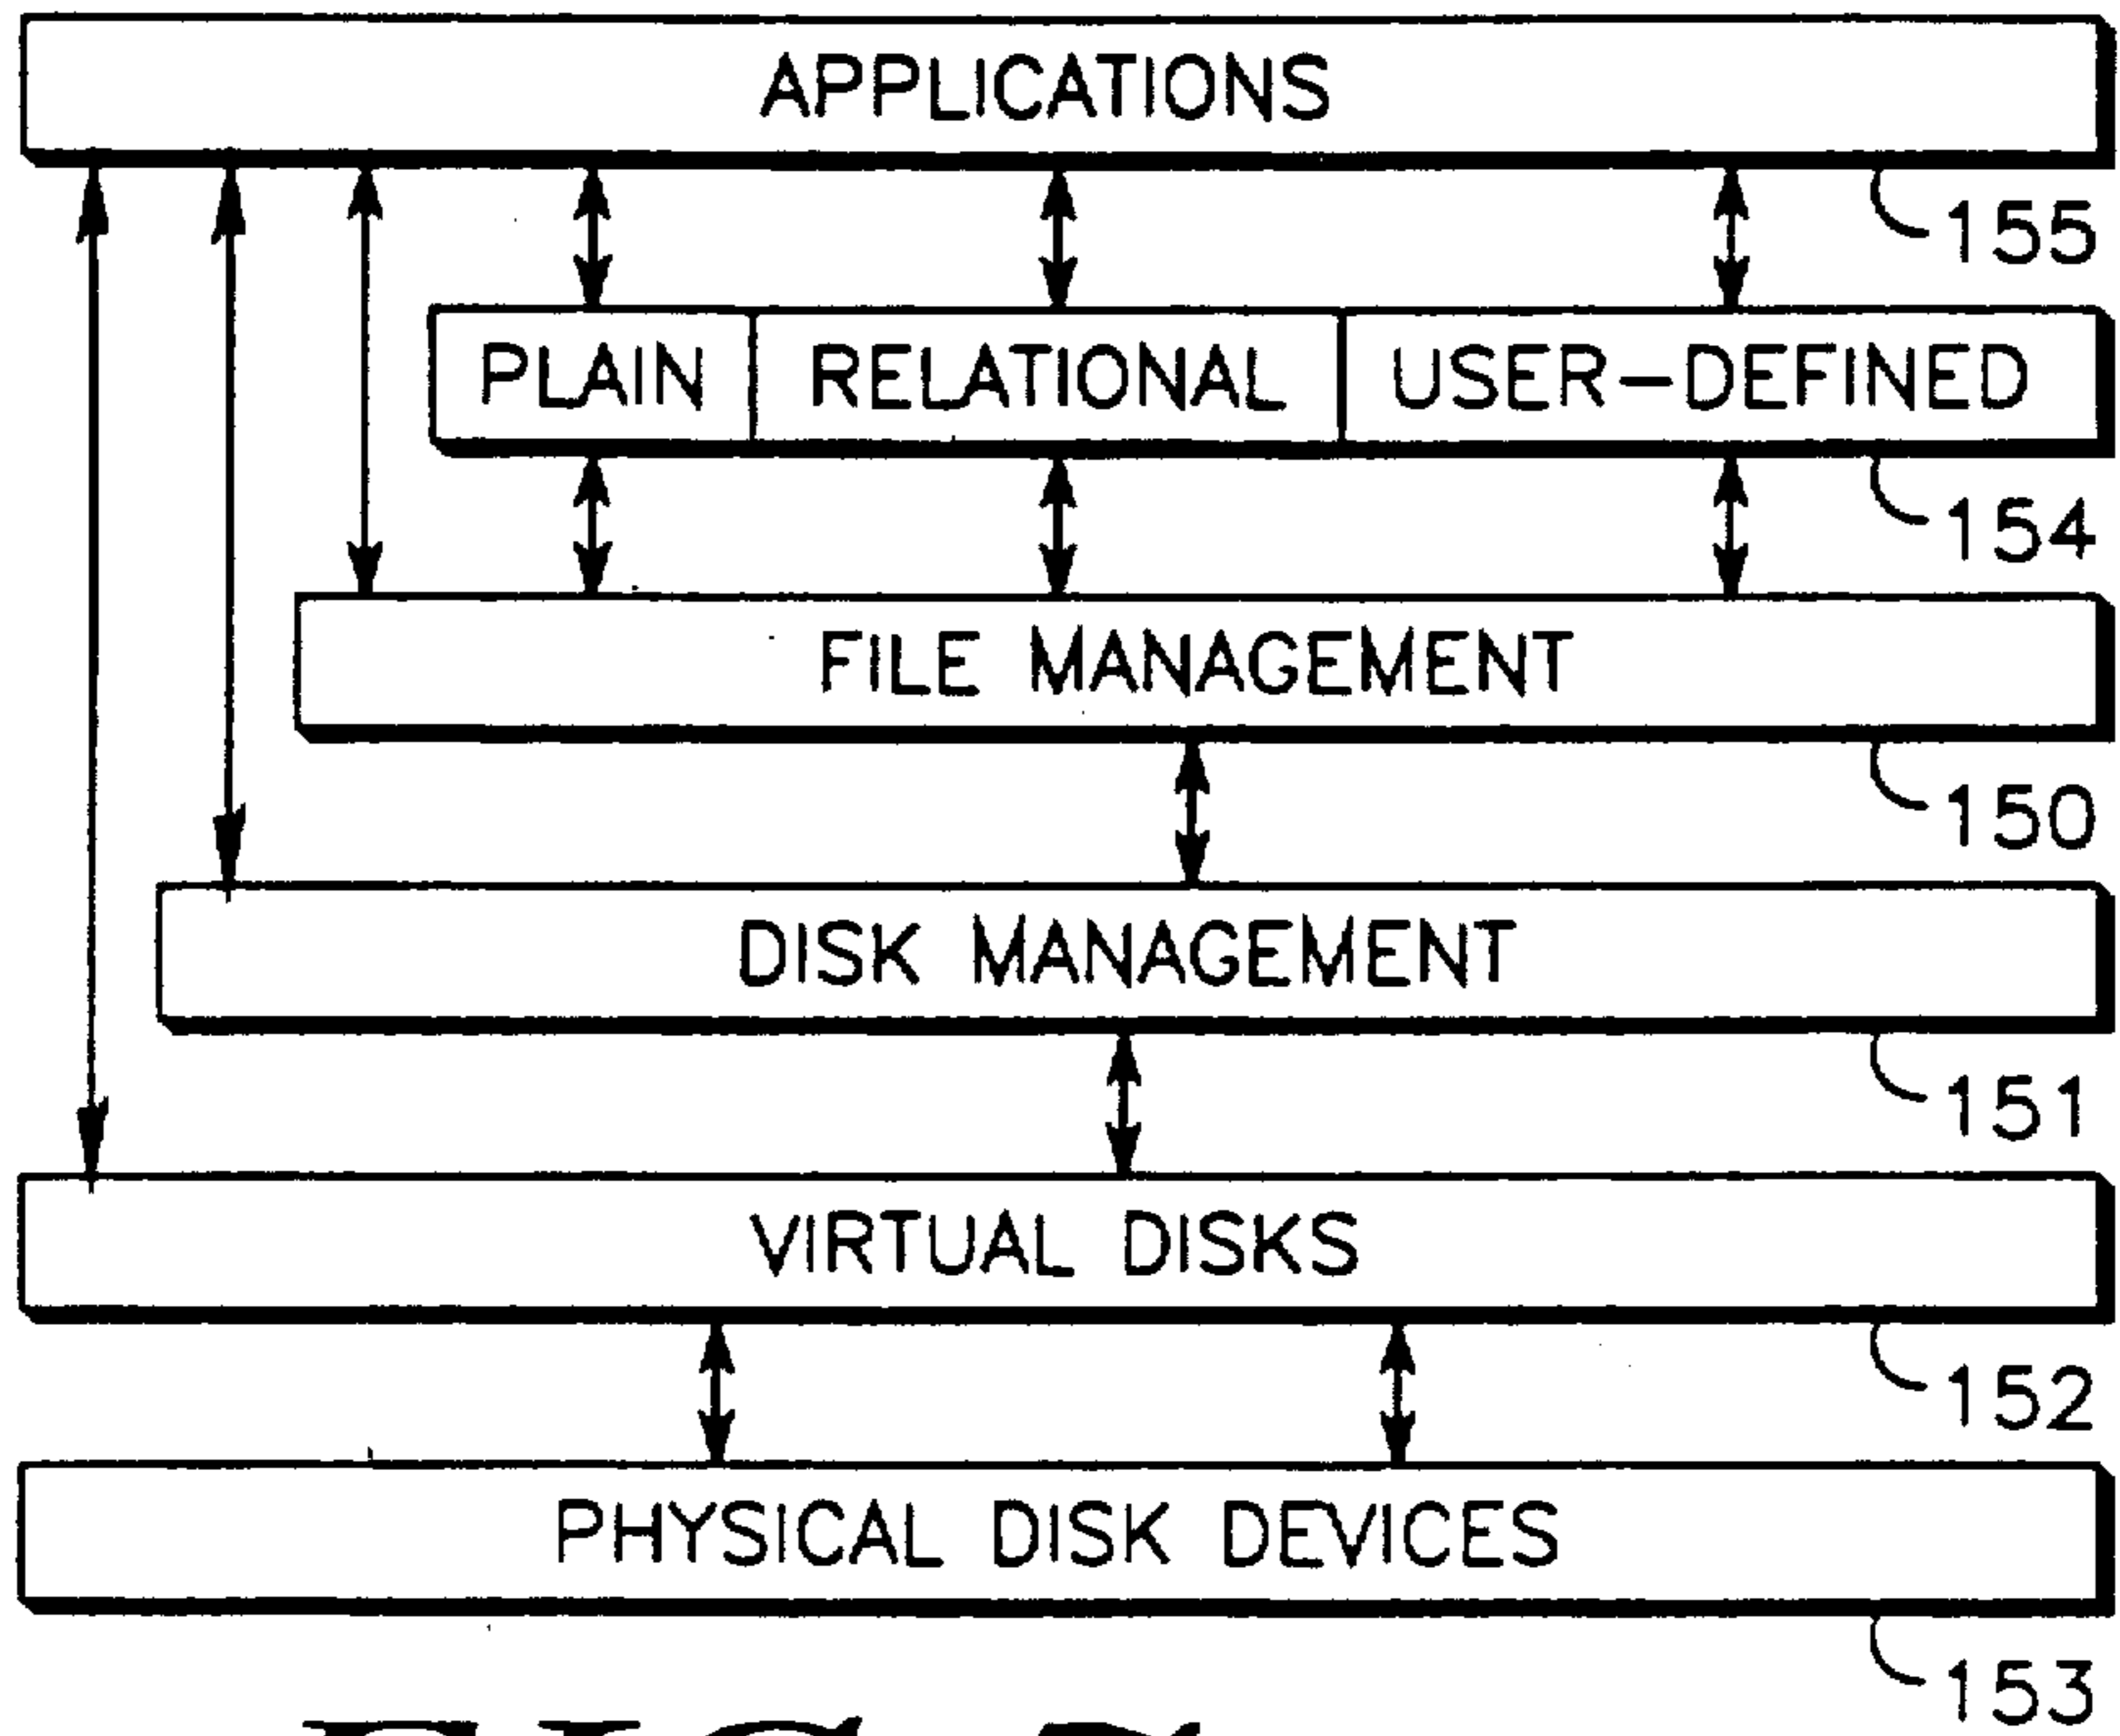 APPLICATIONS
155
PLAIN RELATIONAL USER-DEFINED
154
FILE MANAGEMENT
150
DISK MANAGEMENT
151
VIRTUAL DISKS
152
PHYSICAL DISK DEVICES
153